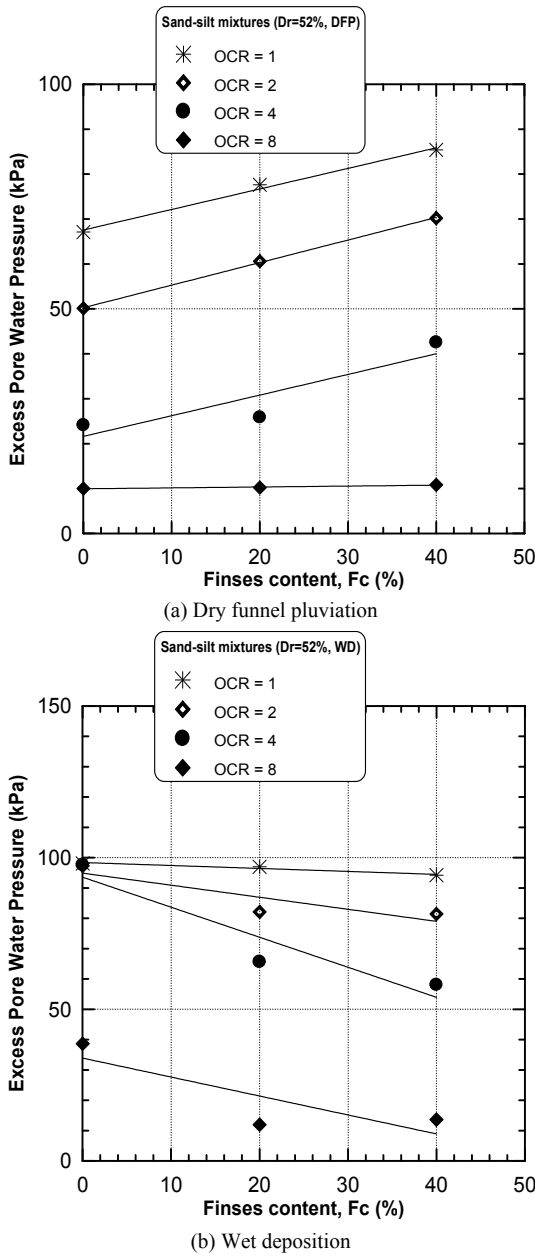 Sand-silt mixtures (Dr=52%, DFP)
OCR = 1
OCR = 2
OCR = 4
OCR = 8
100
50
0
Excess Pore Water Pressure (kPa)
0 10 20 30 40 50
Finses content, Fc (%)
(a) Dry funnel pluviation
Sand-silt mixtures (Dr=52%, WD)
OCR = 1
OCR = 2
OCR = 4
OCR = 8
150
100
50
0
Excess Pore Water Pressure (kPa)
0 10 20 30 40 50
Finses content, Fc (%)
(b) Wet deposition